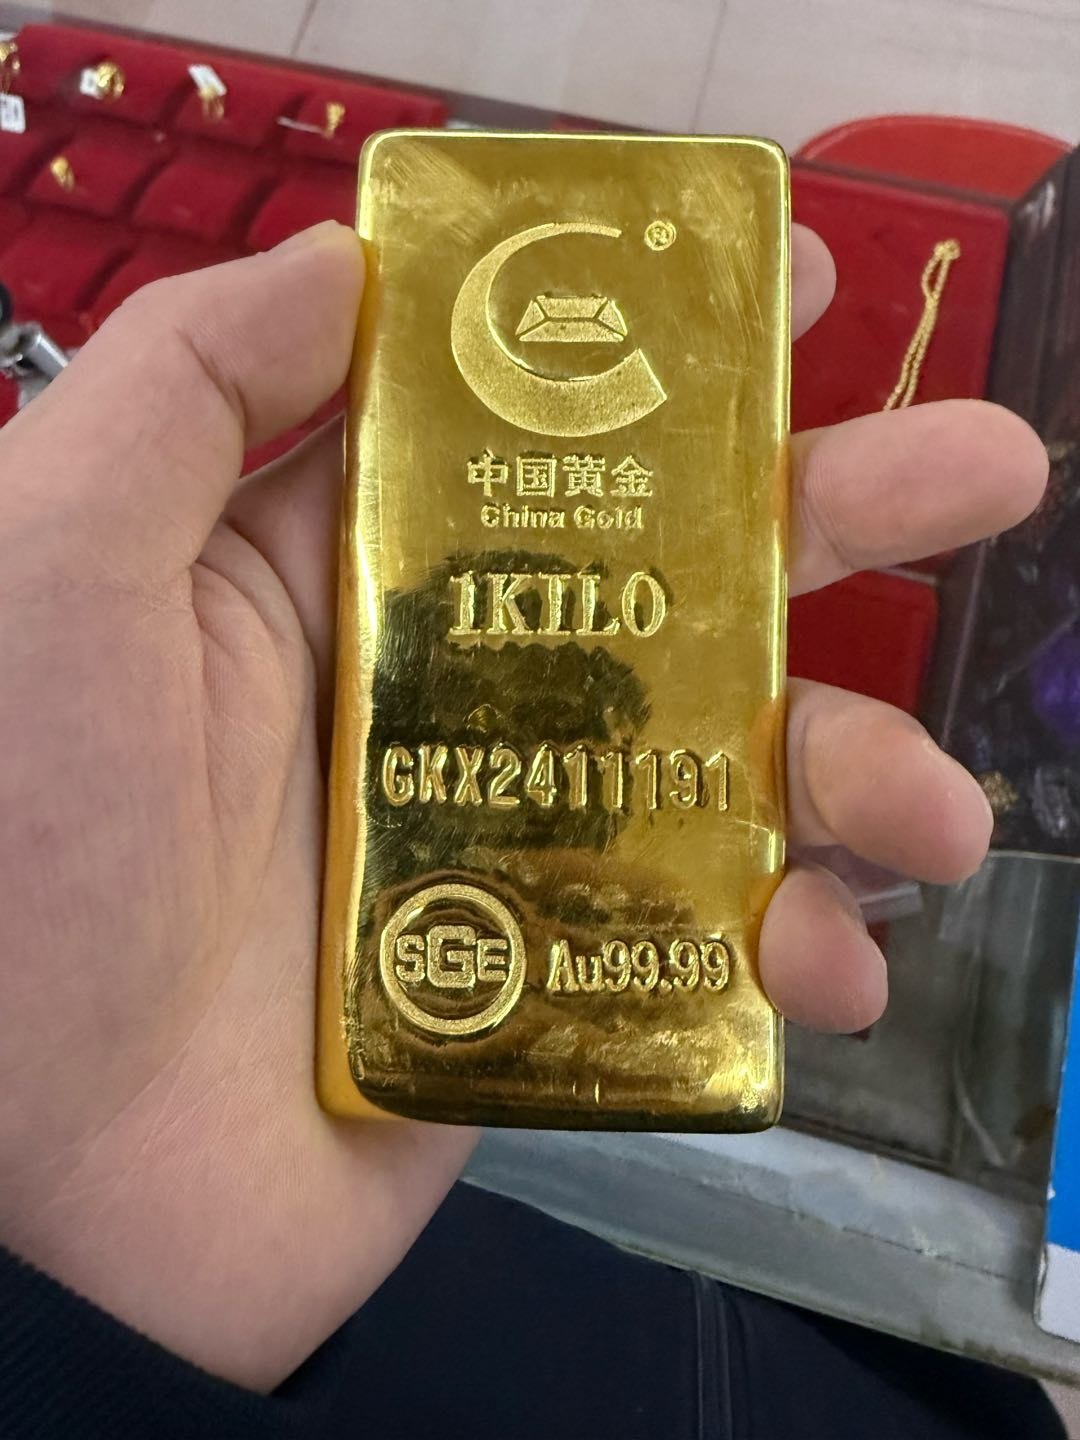 ®
中国黄金
China Gold
1KILO
GKX2411191
SGE Au99.99